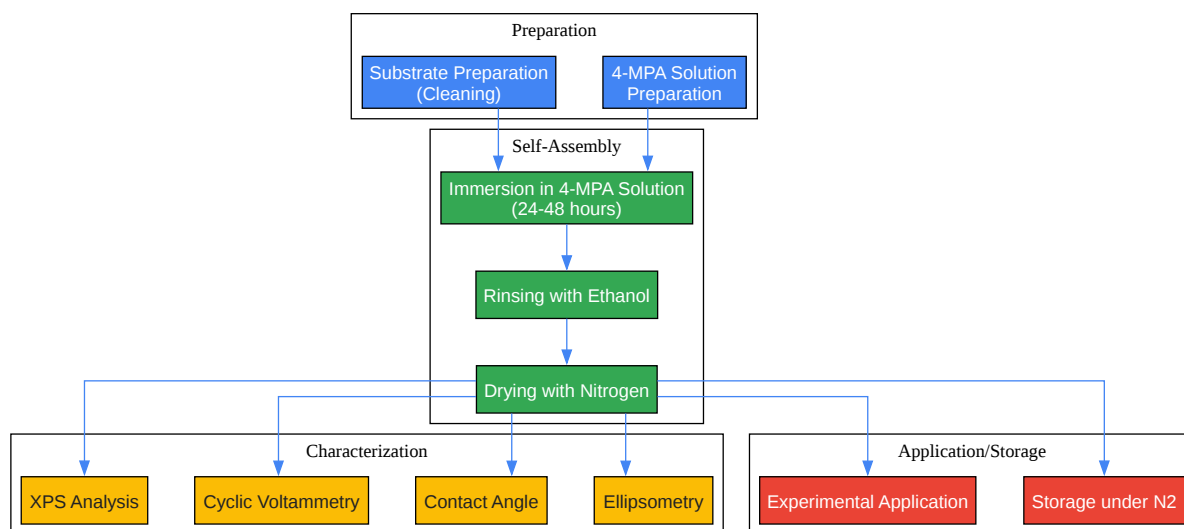 Preparation
Substrate Preparation
(Cleaning)
4-MPA Solution
Preparation
Self-Assembly
Immersion in 4-MPA Solution
(24-48 hours)
Rinsing with Ethanol
Drying with Nitrogen
Characterization
XPS Analysis
Cyclic Voltammetry
Contact Angle
Ellipsometry
Application/Storage
Experimental Application
Storage under N2